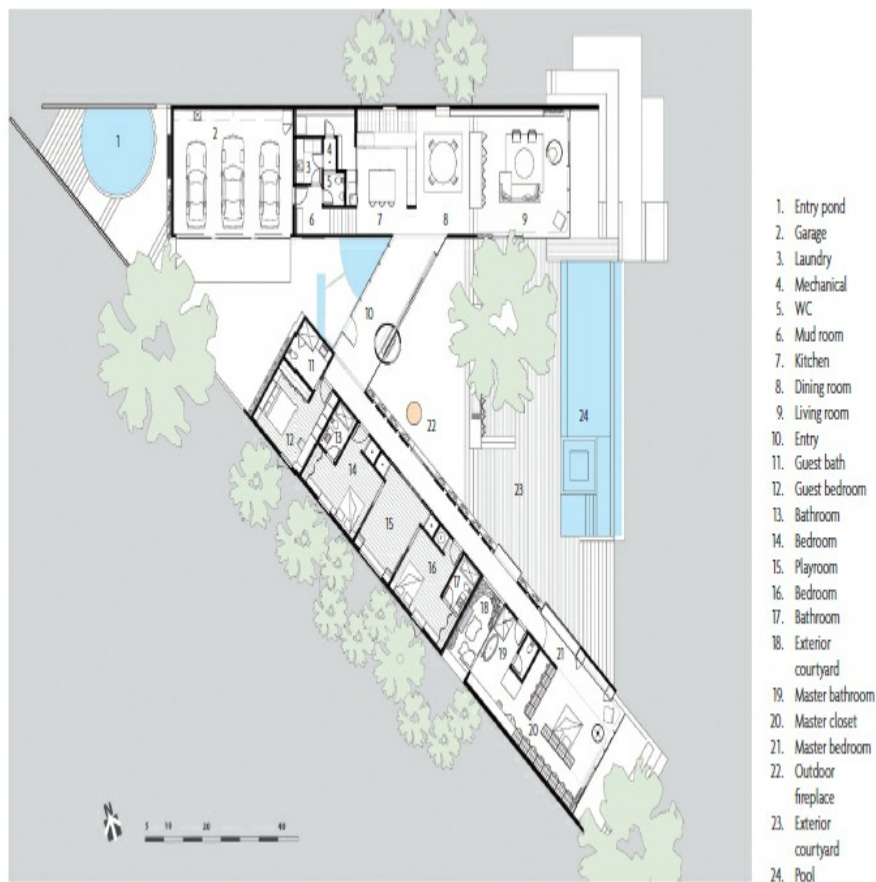 1
2
3
4
5
6
7
8
9
10
11
12
13
14
15
16
17
18
19
20
21
22
23
24
N
5 10 20 40
1. Entry pond
2. Garage
3. Laundry
4. Mechanical
5. WC
6. Mud room
7. Kitchen
8. Dining room
9. Living room
10. Entry
11. Guest bath
12. Guest bedroom
13. Bathroom
14. Bedroom
15. Playroom
16. Bedroom
17. Bathroom
18. Exterior
courtyard
19. Master bathroom
20. Master closet
21. Master bedroom
22. Outdoor
fireplace
23. Exterior
courtyard
24. Pool